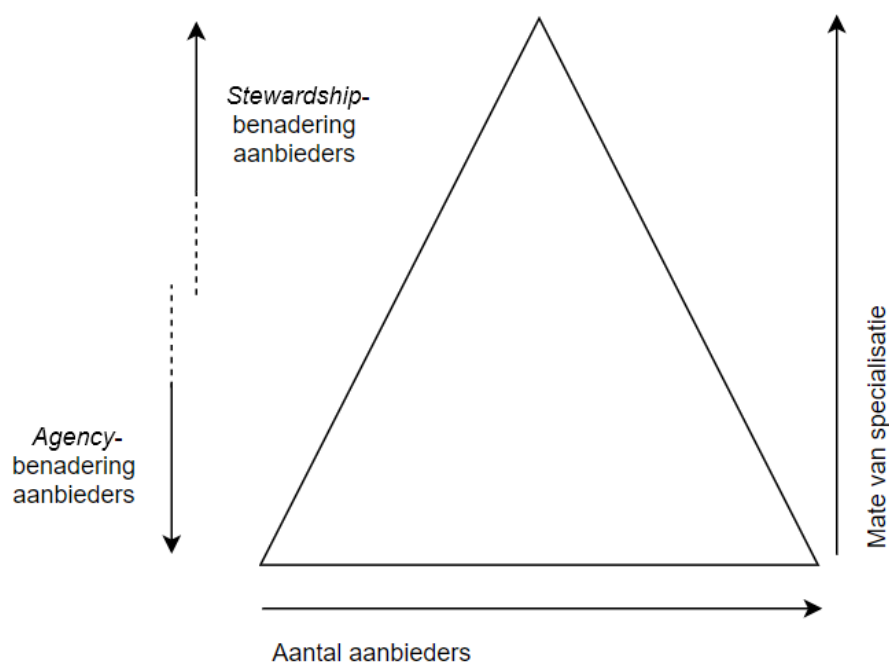 Stewardship-
benadering
aanbieders
Agency-
benadering
aanbieders
Mate van specialisatie
Aantal aanbieders